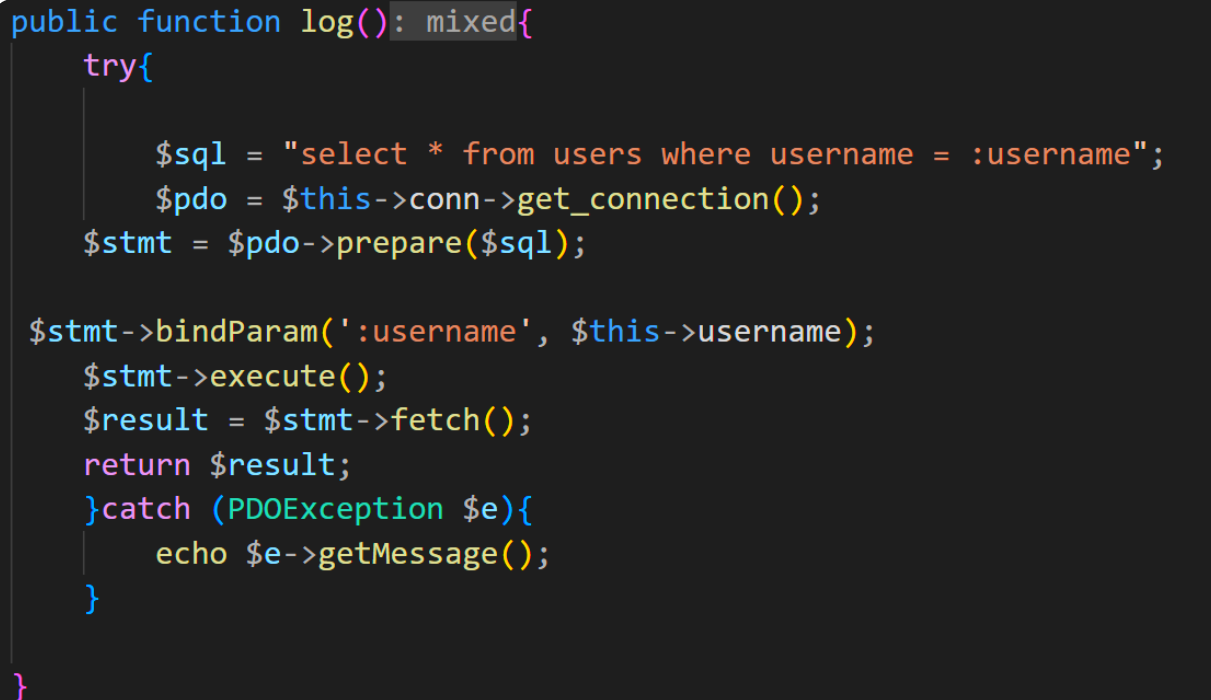 public function log(): mixed{
try{
$sql = "select * from users where username = :username";
$pdo = $this->conn->get_connection();
$stmt = $pdo->prepare($sql);
$stmt->bindParam(':username', $this->username);
$stmt->execute();
$result = $stmt->fetch();
return $result;
}catch (PDOException $e){
echo $e->getMessage();
}
}